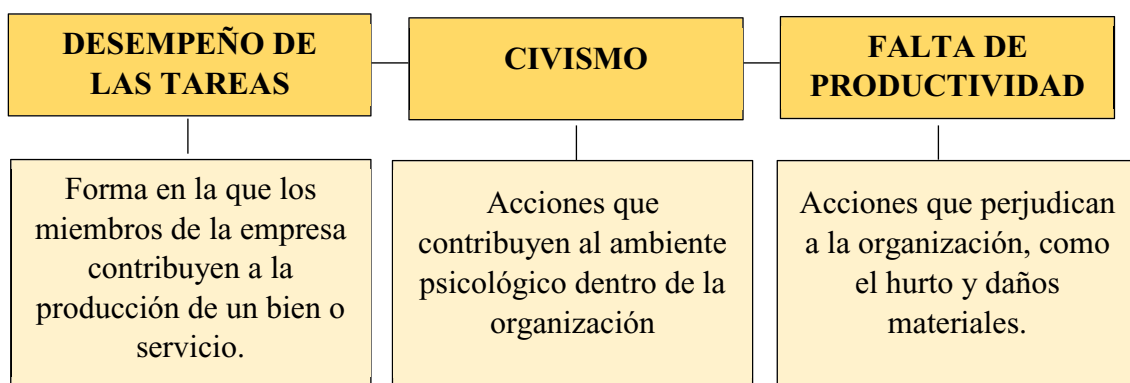 DESEMPEÑO DE
LAS TAREAS
CIVISMO
FALTA DE
PRODUCTIVIDAD
Forma en la que los
miembros de la empresa
contribuyen a la
producción de un bien o
servicio.
Acciones que
contribuyen al ambiente
psicológico dentro de la
organización
Acciones que perjudican
a la organización, como
el hurto y daños
materiales.